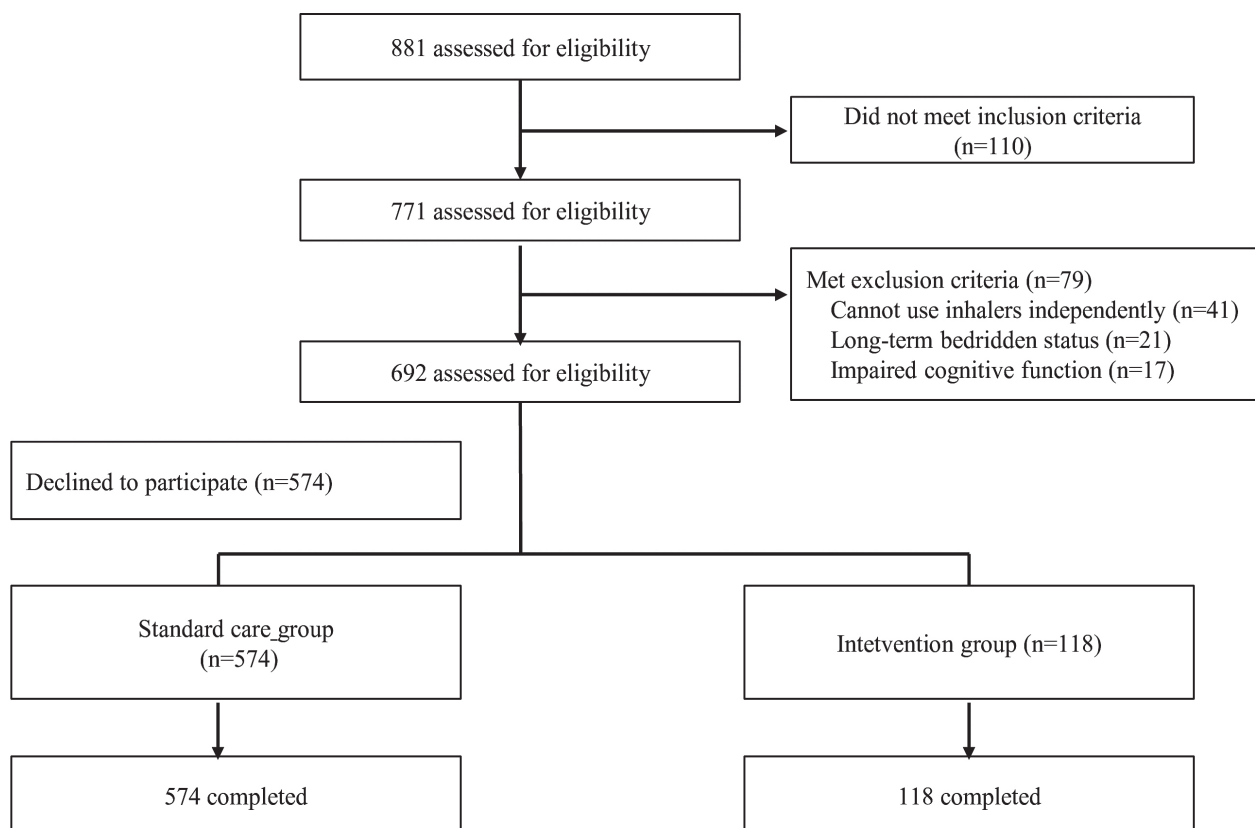 881 assessed for eligibility
Did not meet inclusion criteria
(n=110)
771 assessed for eligibility
Met exclusion criteria (n=79)
Cannot use inhalers independently (n=41)
Long-term bedridden status (n=21)
Impaired cognitive function (n=17)
692 assessed for eligibility
Declined to participate (n=574)
Standard care_group
(n=574)
Intetvention group (n=118)
574 completed
118 completed